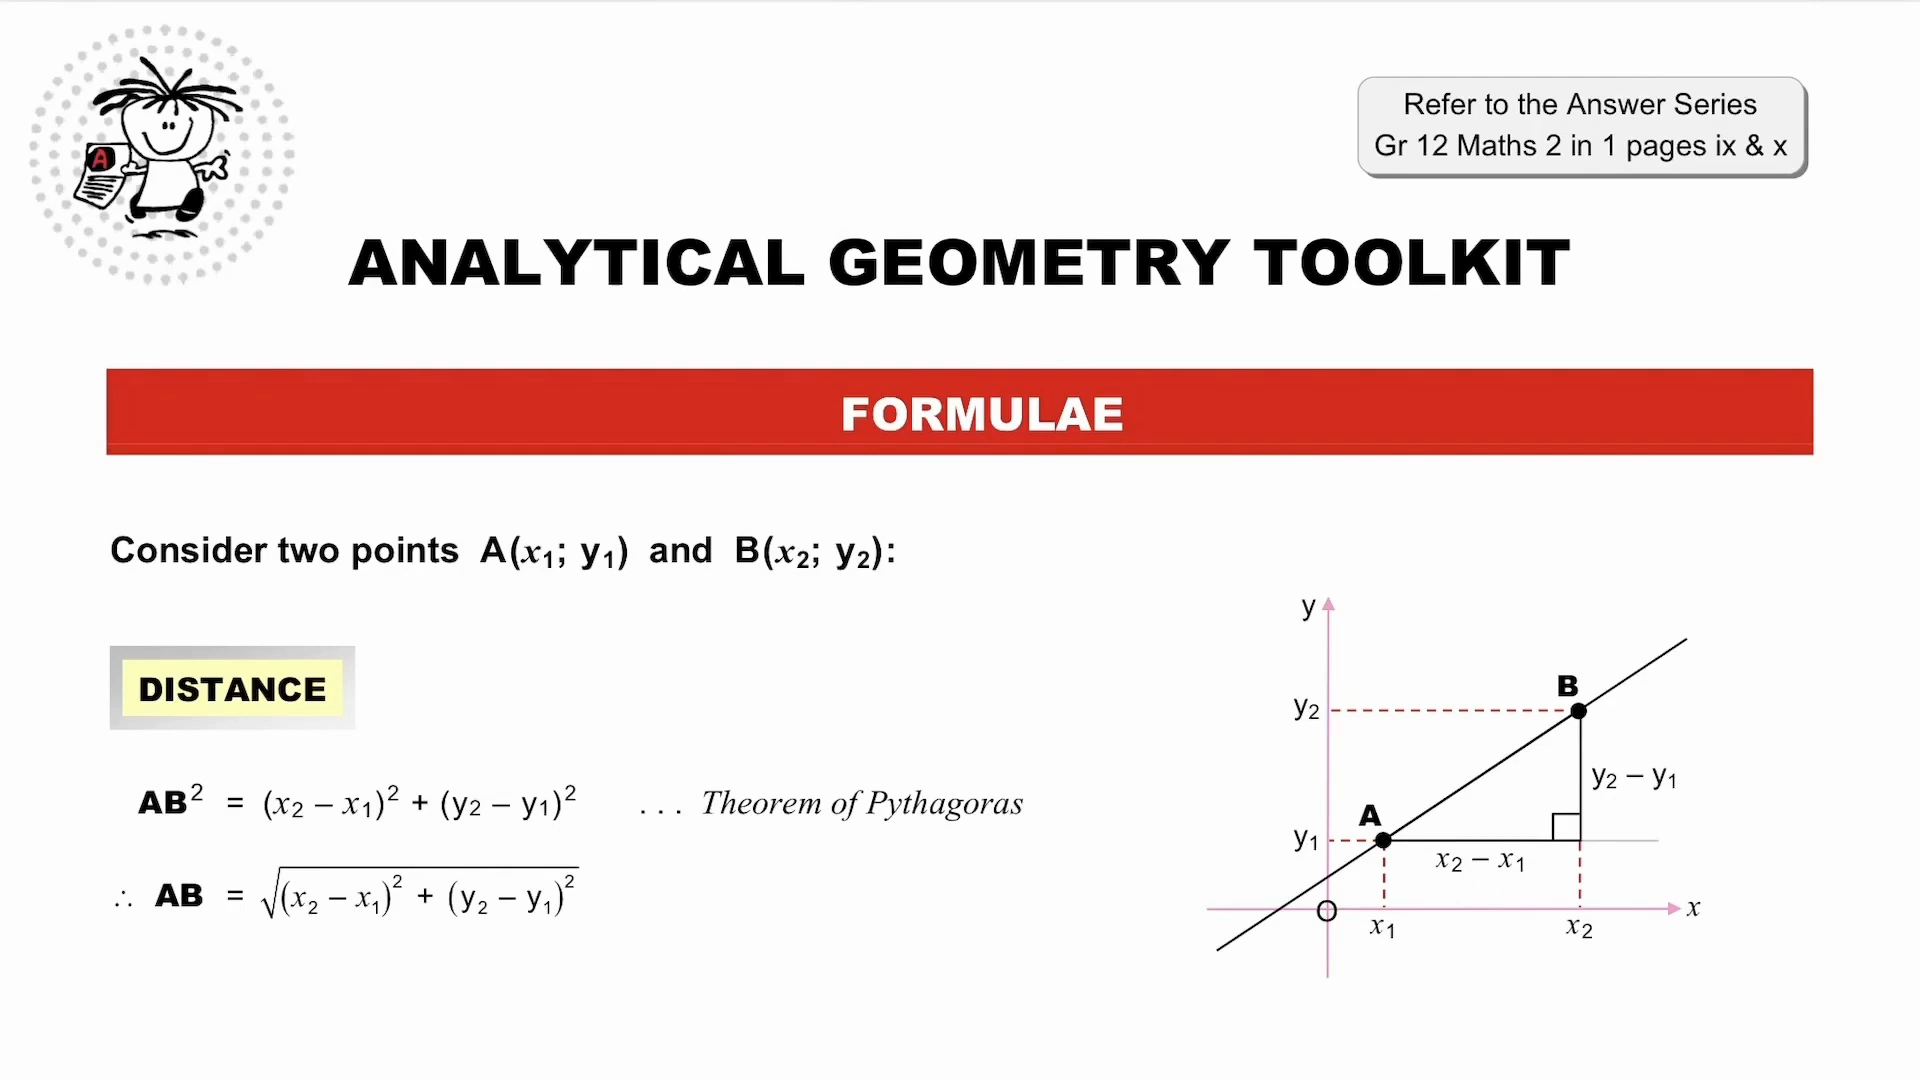 A
Refer to the Answer Series
Gr 12 Maths 2 in 1 pages ix & x
ANALYTICAL GEOMETRY TOOLKIT
FORMULAE
Consider two points A(x₁; y₁) and B(x₂; y₂):
DISTANCE
AB² = (x₂ – x₁)² + (y₂ – y₁)² . . . Theorem of Pythagoras
∴ AB = √(x₂ – x₁)² + (y₂ – y₁)²
y
B
y₂
y₂ – y₁
A
y₁
x₂ – x₁
O
x
x₁
x₂